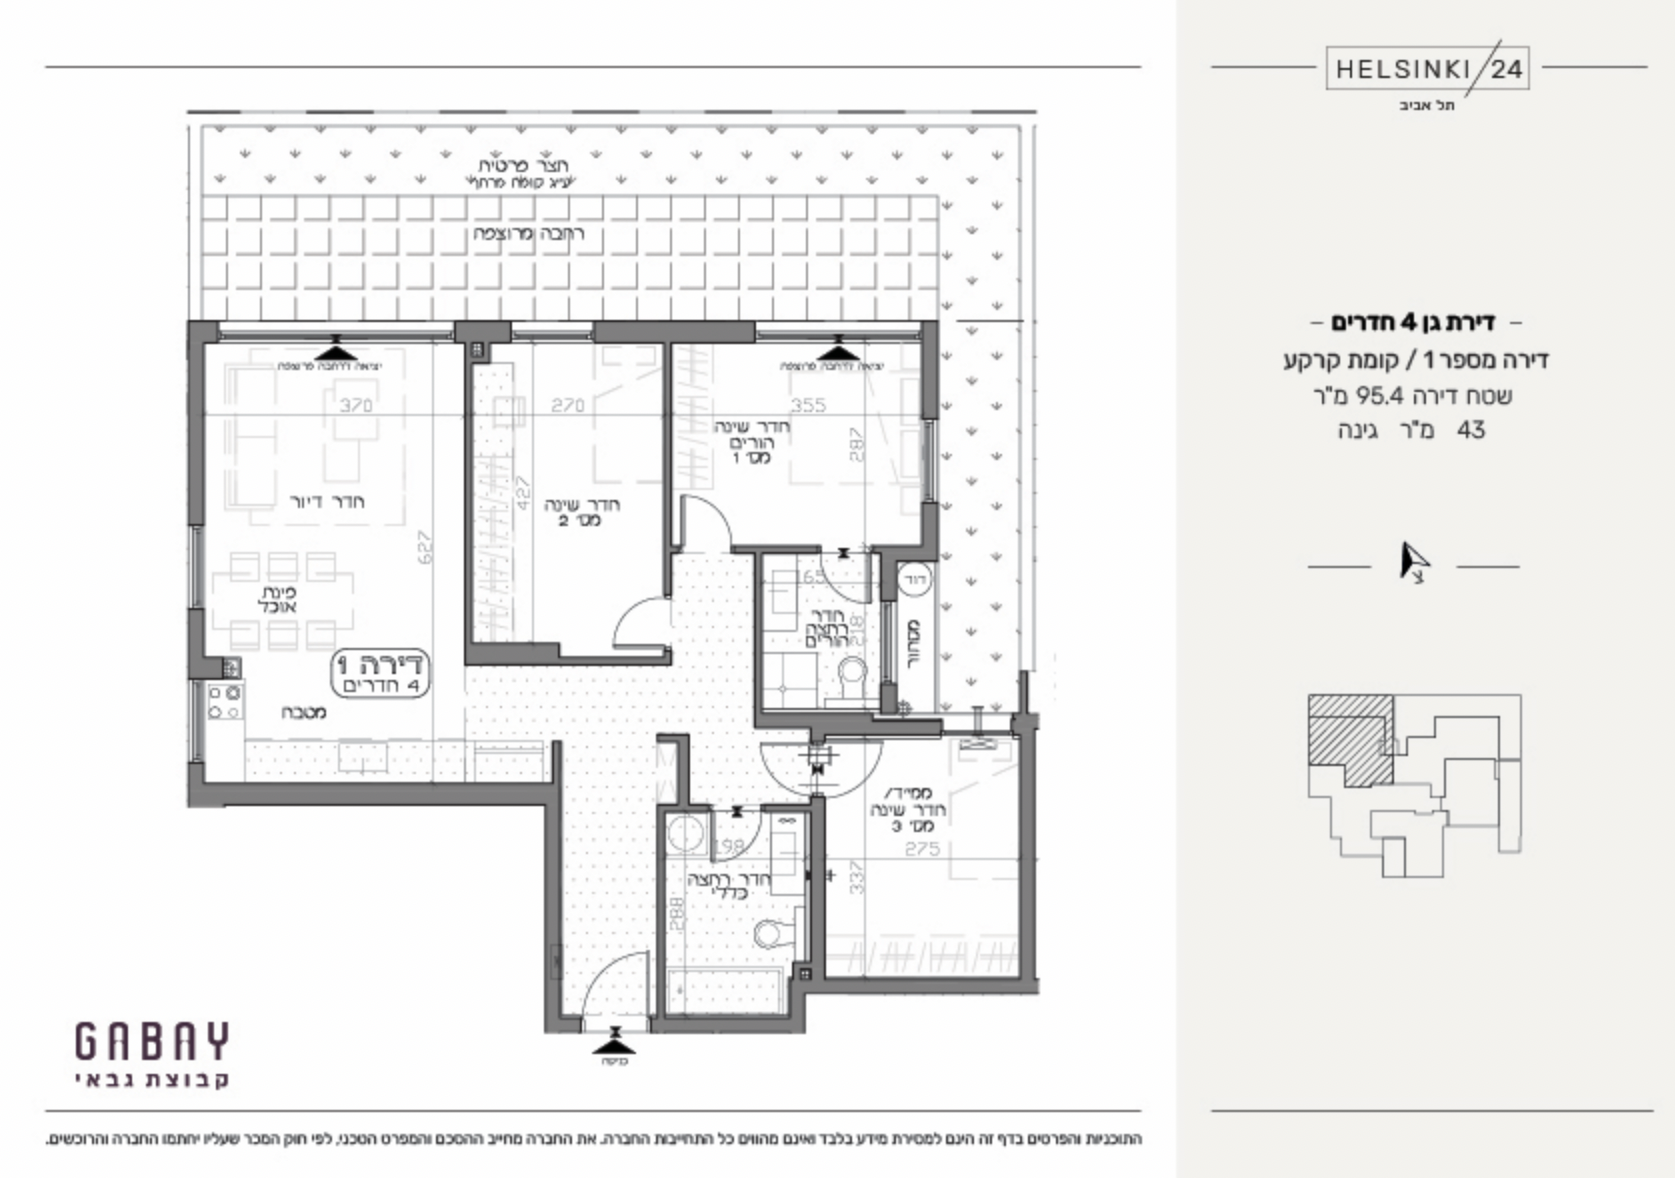 HELSINKI/24
תל אביב
דירת גן 4 חדרים
דירה מספר 1 / קומת קרקע
שטח דירה 95.4 מ"ר
43 מ"ר גינה
צ
חצר פרטית
ע״ג קומת מרתף
רחבה מרוצפת
יציאה לרחבה מרוצפת
יציאה לרחבה מרוצפת
370
270
355
חדר שינה
הורים
מס׳ 1
287
427
חדר דיור
חדר שינה
מס׳ 2
627
פינת
אוכל
165
דוד
חדר
רחצה
הורים
218
מסתור
דירה 1
4 חדרים
מטבח
ממ״ד/
חדר שינה
מס׳ 3
198
275
חדר רחצה
כללי
337
288
כניסה
GABAY
קבוצת גבאי
התוכניות והפרטים בדף זה הינם למסירת מידע בלבד ואינם מהווים כל התחייבות החברה. את החברה מחייב ההסכם והמפרט הטכני, לפי חוק המכר שעליו יחתמו החברה והרוכשים.